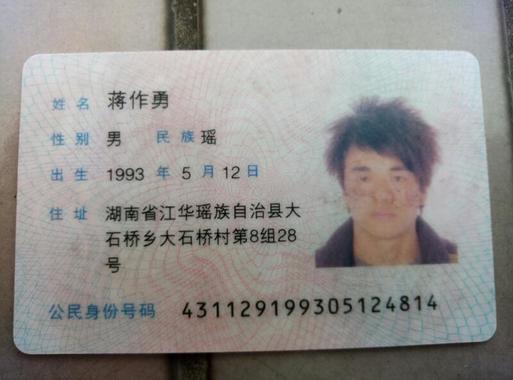 姓名 蒋作勇
性别 男 民族 瑶
出生 1993 年 5 月 12 日
住址 湖南省江华瑶族自治县大
石桥乡大石桥村第8组28
号
公民身份号码 431129199305124814